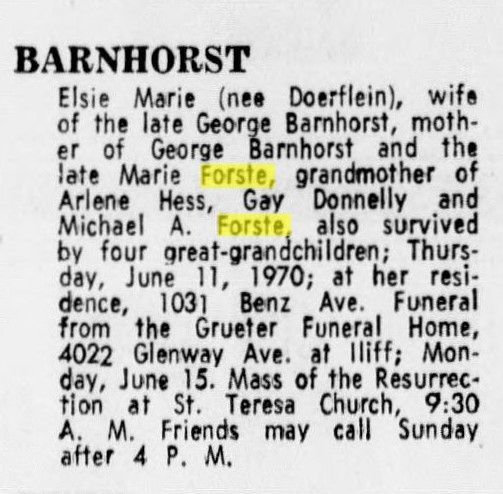 BARNHORST
Elsie Marie (nee Doerflein), wife
of the late George Barnhorst, moth-
er of George Barnhorst and the
late Marie Forste, grandmother of
Arlene Hess, Gay Donnelly and
Michael A. Forste, also survived
by four great-grandchildren; Thurs-
day, June 11, 1970; at her resi-
dence, 1031 Benz Ave. Funeral
from the Grueter Funeral Home,
4022 Glenway Ave. at Iliff; Mon-
day, June 15. Mass of the Resurrec-
tion at St. Teresa Church, 9:30
A. M. Friends may call Sunday
after 4 P. M.